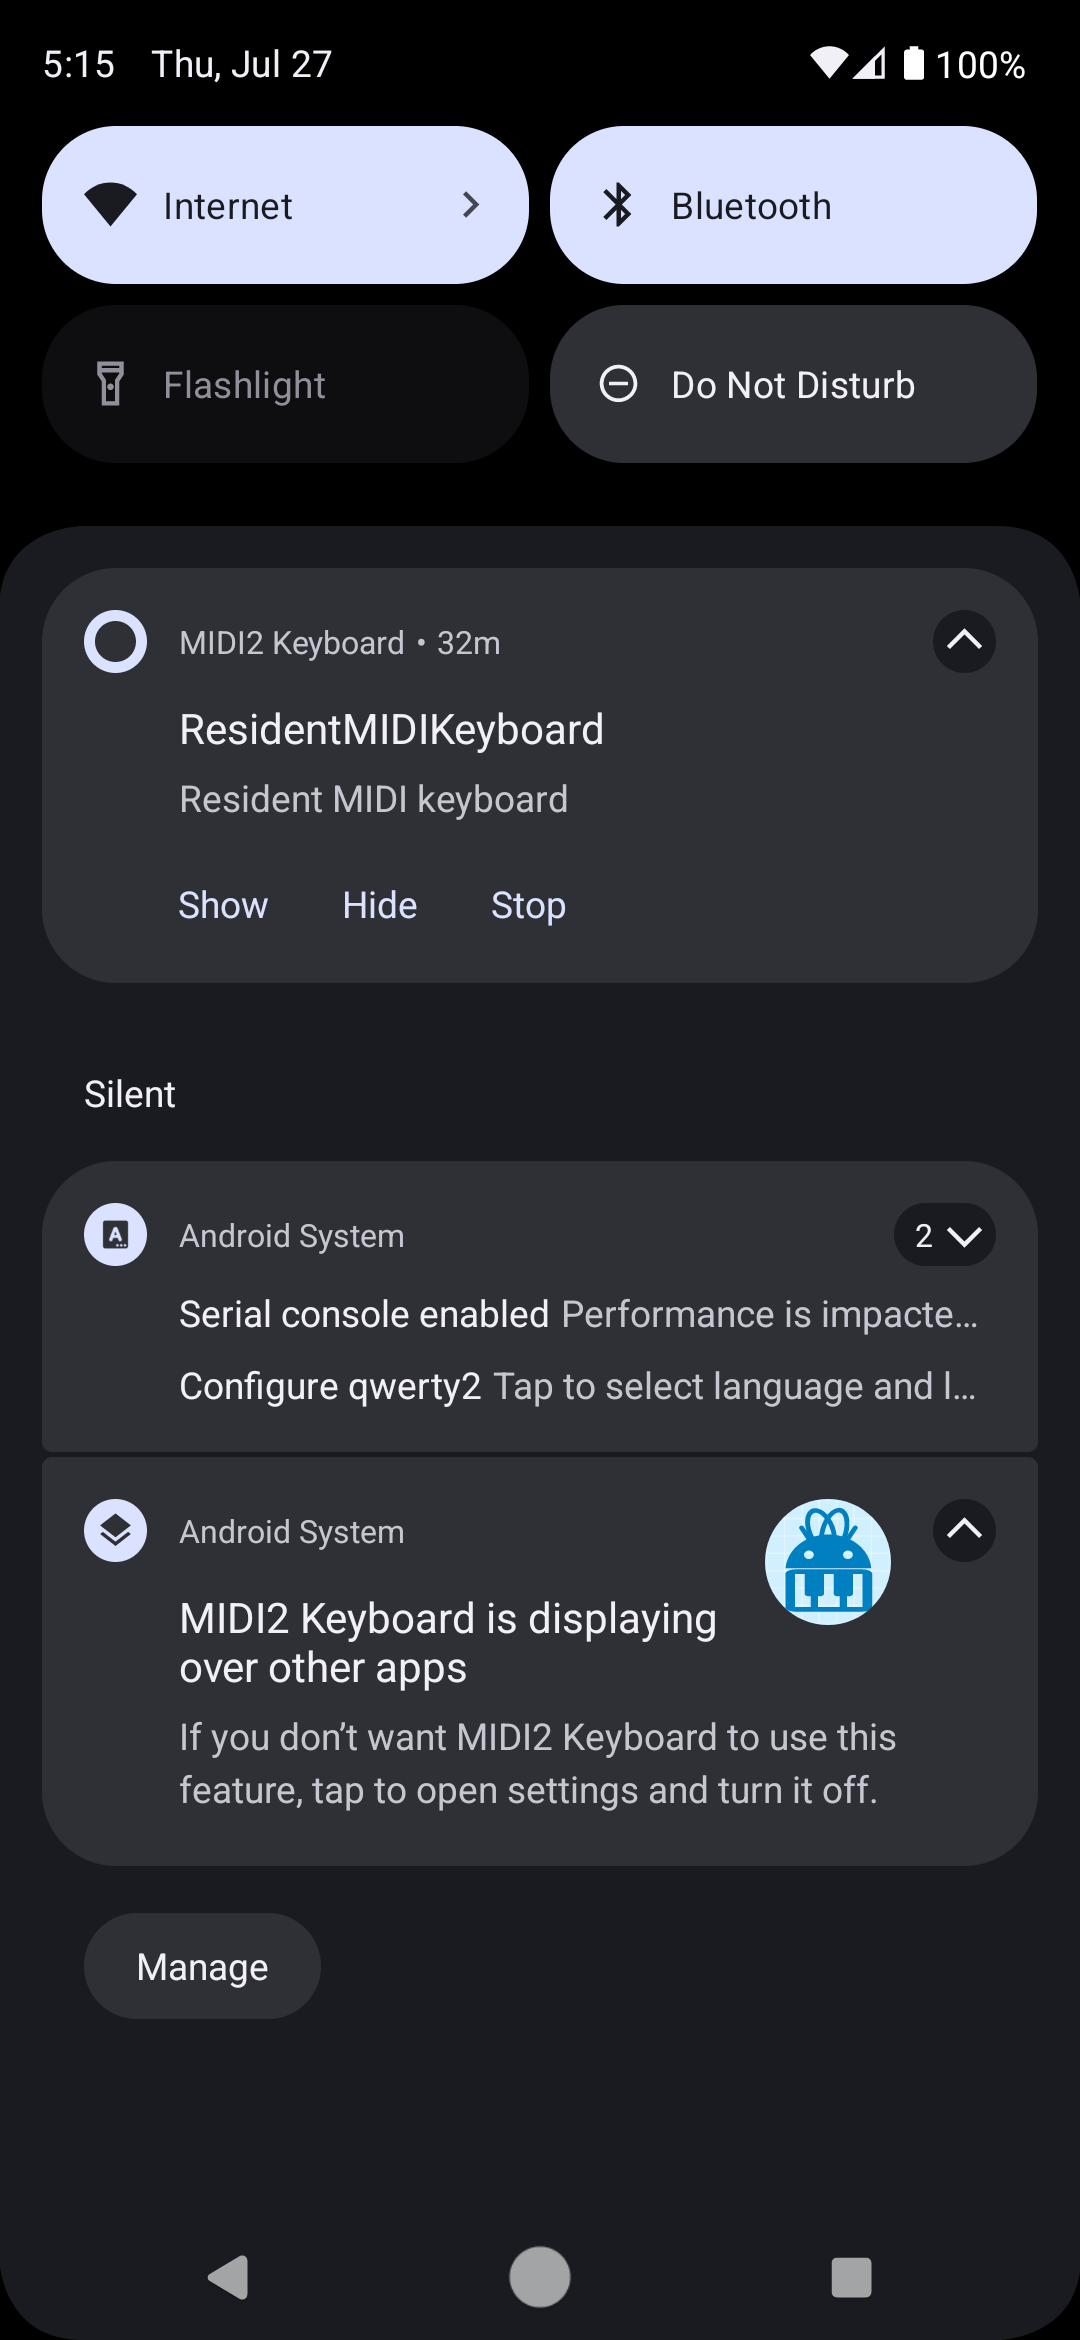 5:15 Thu, Jul 27 100%
Internet
Bluetooth
Flashlight
Do Not Disturb
MIDI2 Keyboard • 32m
ResidentMIDIKeyboard
Resident MIDI keyboard
Show Hide Stop
Silent
Android System 2
Serial console enabled Performance is impacte...
Configure qwerty2 Tap to select language and l...
Android System
MIDI2 Keyboard is displaying
over other apps
If you don’t want MIDI2 Keyboard to use this
feature, tap to open settings and turn it off.
Manage